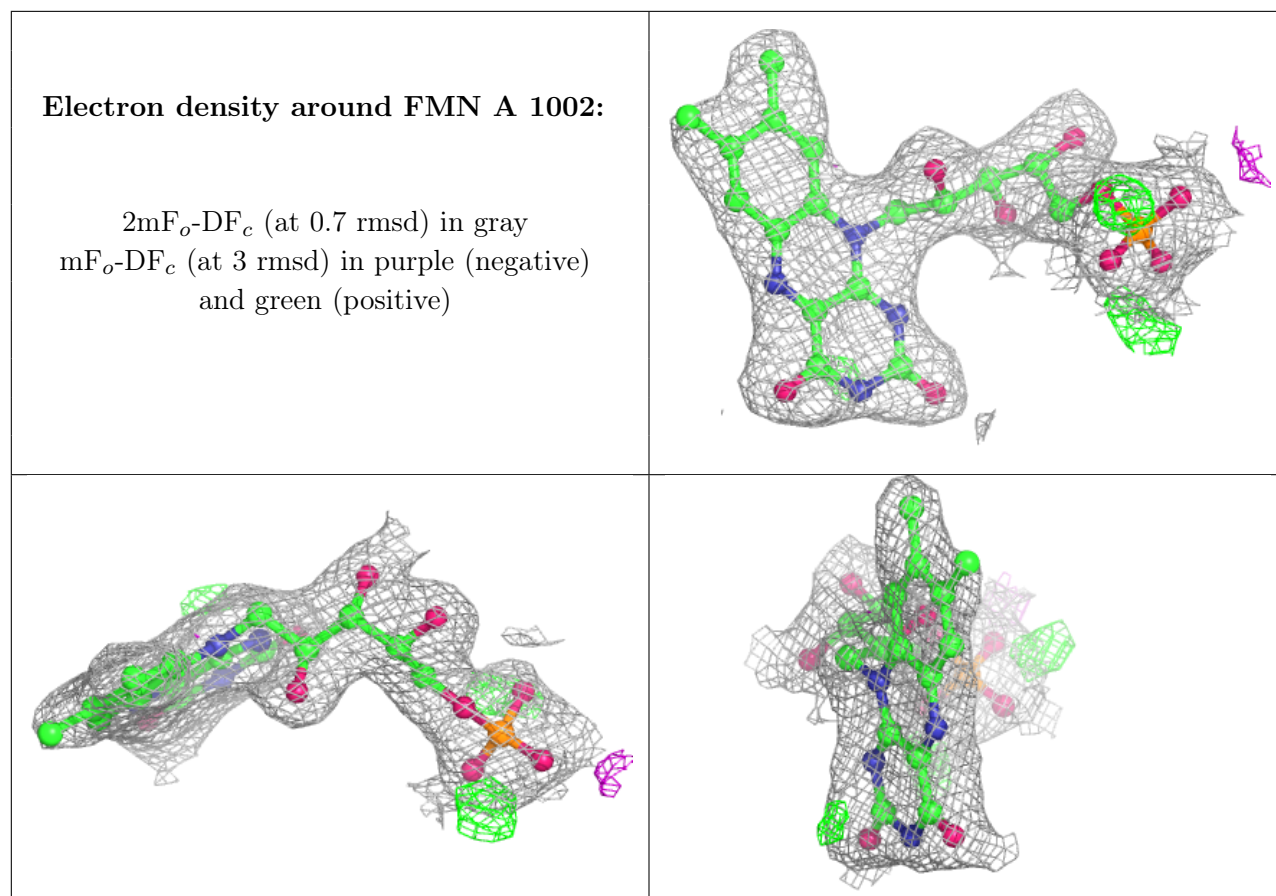 Electron density around FMN A 1002:
2mFo-DFc (at 0.7 rmsd) in gray
mFo-DFc (at 3 rmsd) in purple (negative)
and green (positive)